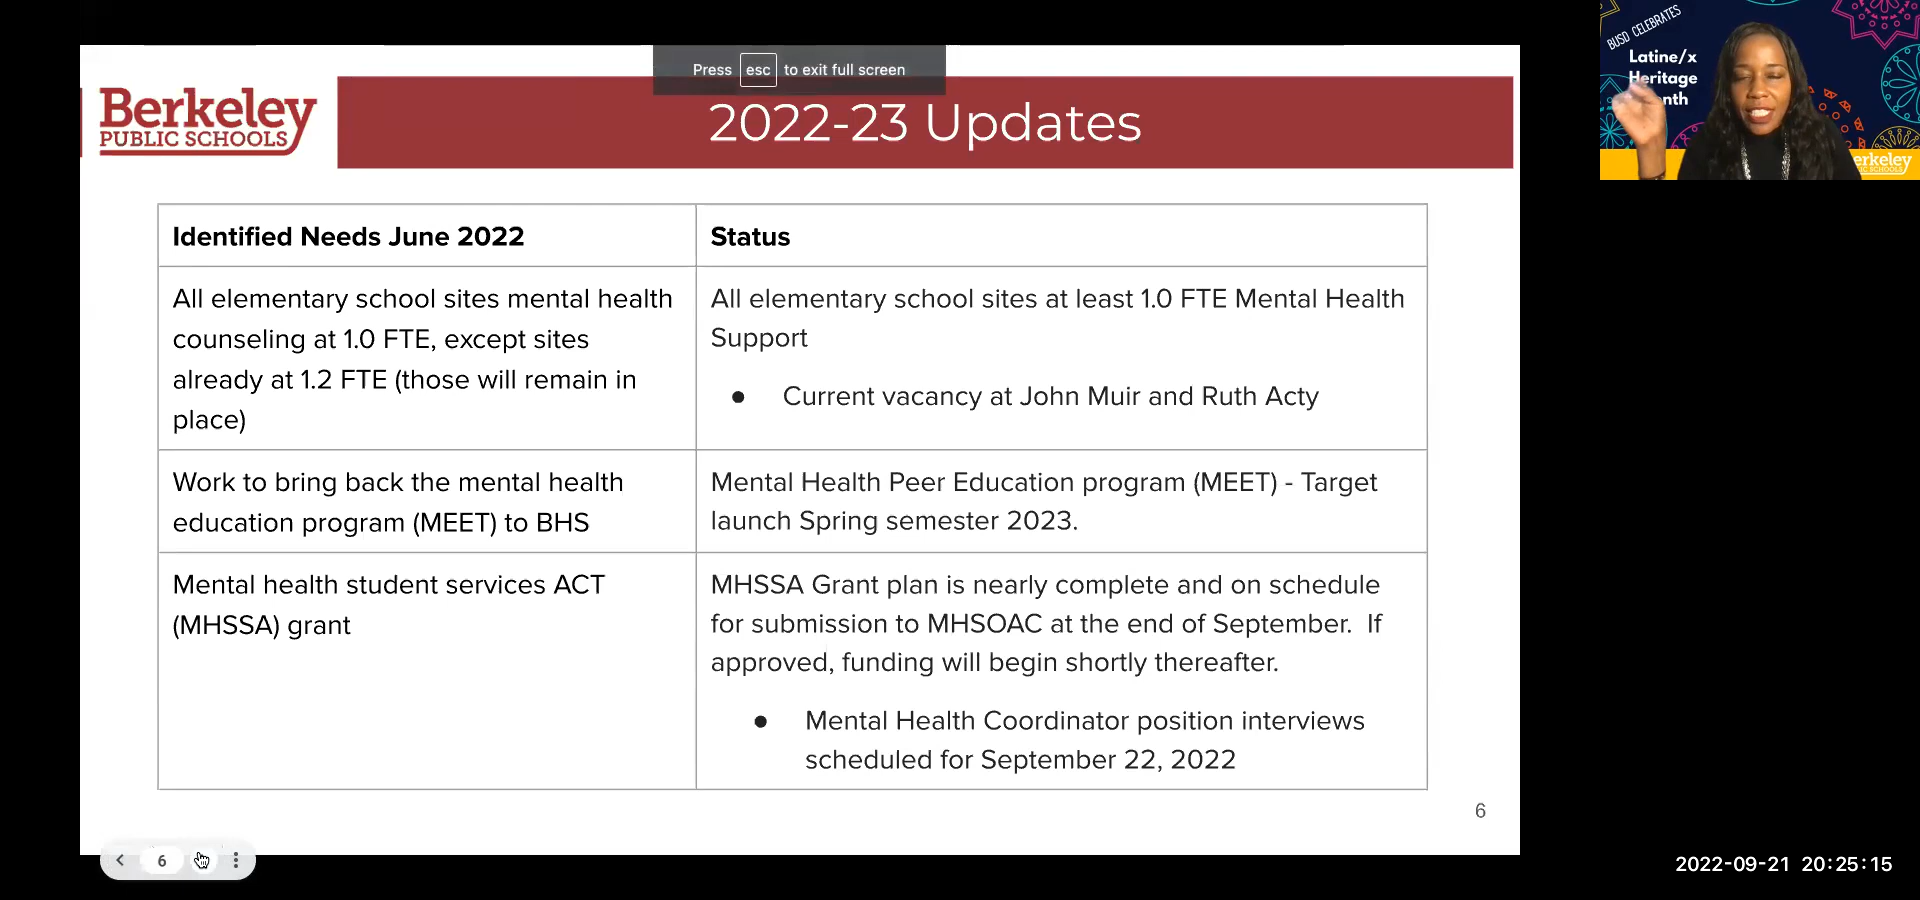 Press esc to exit full screen
Berkeley
PUBLIC SCHOOLS
2022-23 Updates
Identified Needs June 2022
Status
All elementary school sites mental health
counseling at 1.0 FTE, except sites
already at 1.2 FTE (those will remain in
place)
All elementary school sites at least 1.0 FTE Mental Health
Support
● Current vacancy at John Muir and Ruth Acty
Work to bring back the mental health
education program (MEET) to BHS
Mental Health Peer Education program (MEET) - Target
launch Spring semester 2023.
Mental health student services ACT
(MHSSA) grant
MHSSA Grant plan is nearly complete and on schedule
for submission to MHSOAC at the end of September.  If
approved, funding will begin shortly thereafter.
● Mental Health Coordinator position interviews
scheduled for September 22, 2022
6
6
BUSD CELEBRATES
Latine/x
Heritage
nth
erkeley
IC SCHOOLS
2022-09-21 20:25:15